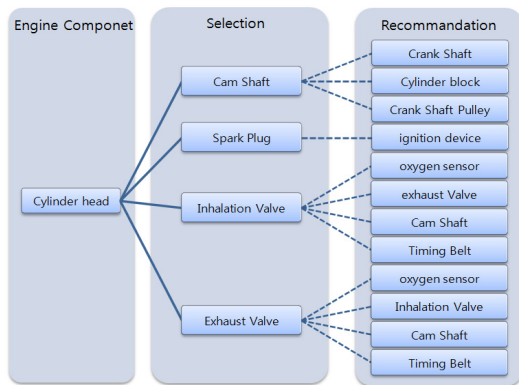 Engine Componet
Selection
Recommandation
Cylinder head
Cam Shaft
Spark Plug
Inhalation Valve
Exhaust Valve
Crank Shaft
Cylinder block
Crank Shaft Pulley
ignition device
oxygen sensor
exhaust Valve
Cam Shaft
Timing Belt
oxygen sensor
Inhalation Valve
Cam Shaft
Timing Belt